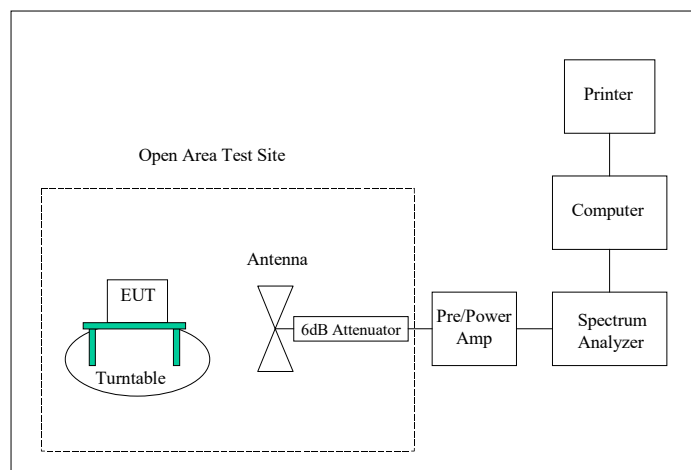 Printer
Open Area Test Site
Computer
Antenna
EUT
6dB Attenuator
Pre/Power
Amp
Spectrum
Analyzer
Turntable